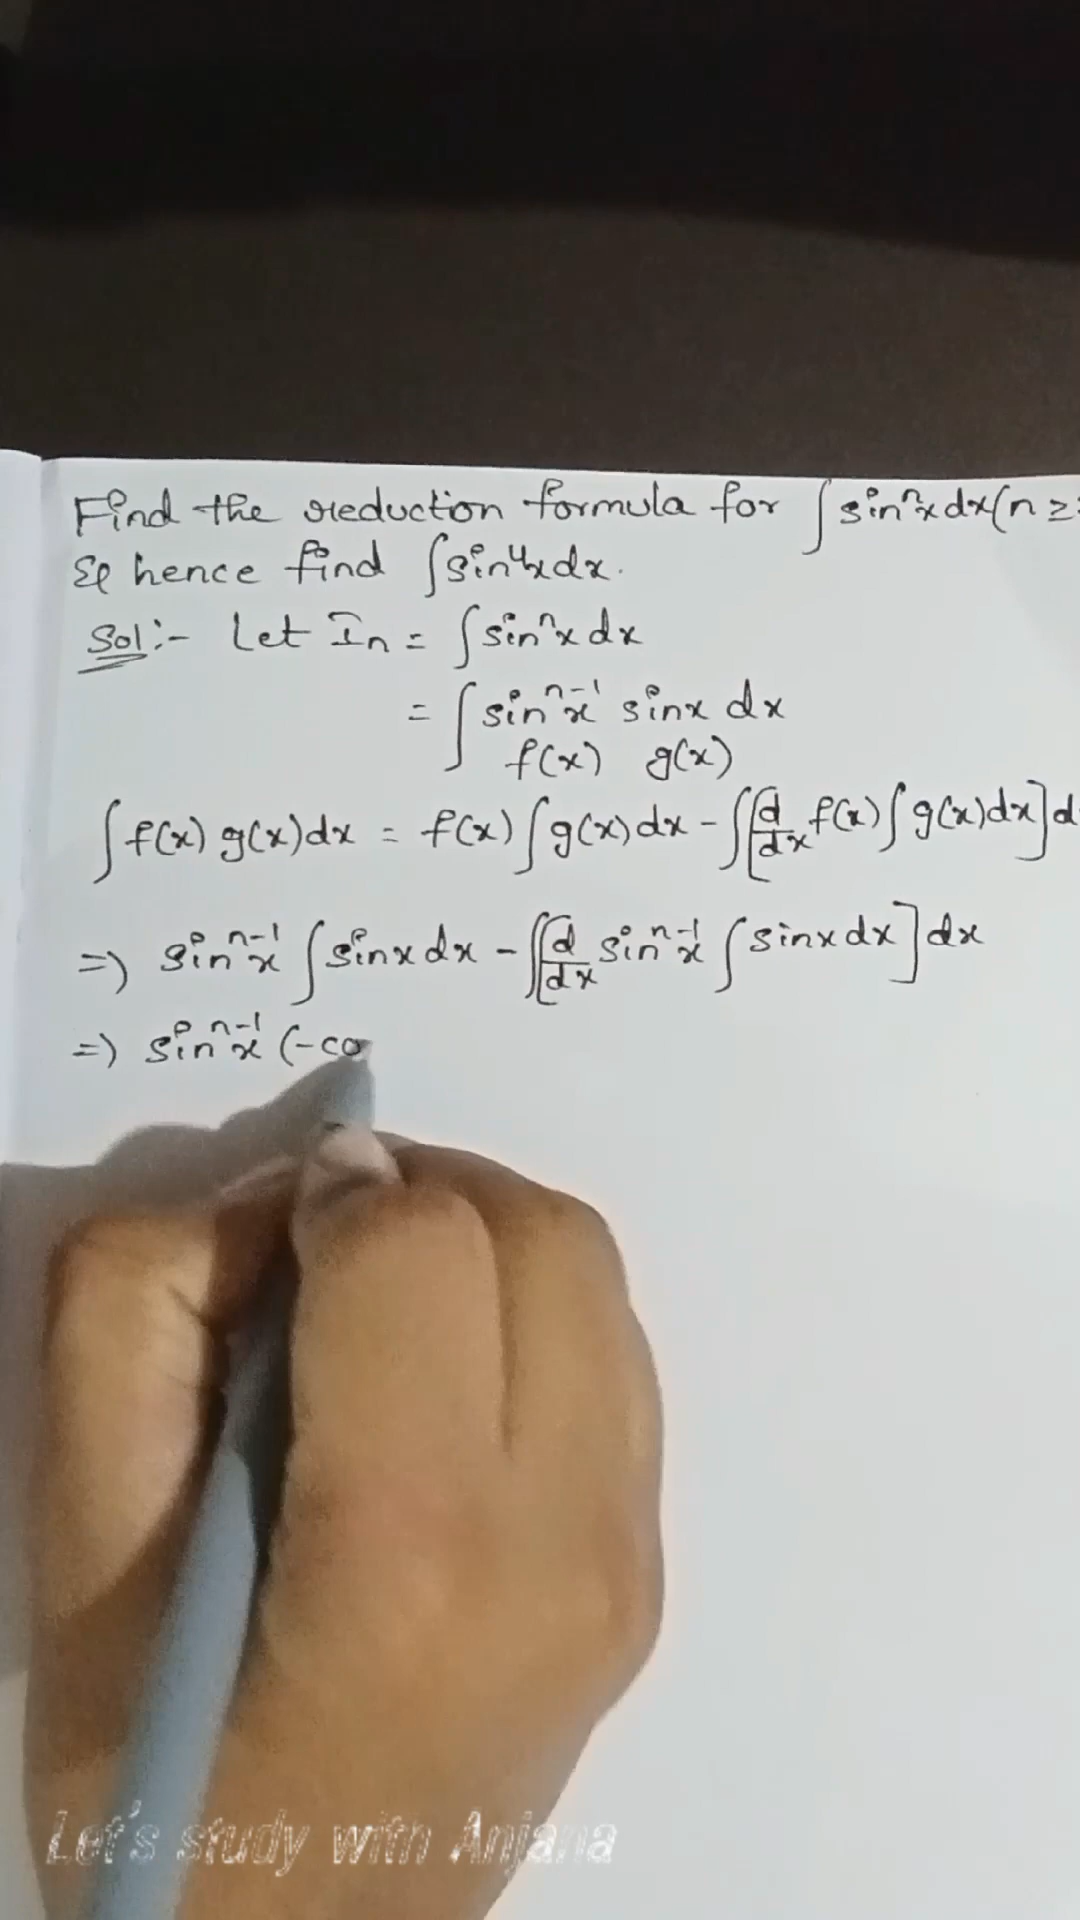 Find the reduction formula for ∫sinⁿx dx (n ≥
& hence find ∫sin⁴x dx.
Sol:- Let Iₙ = ∫sinⁿx dx
= ∫sinⁿ⁻¹x sinx dx
f(x) g(x)
∫f(x) g(x)dx = f(x)∫g(x)dx - ∫[d/dx f(x)∫g(x)dx]d
=) sinⁿ⁻¹x ∫sinx dx - ∫[d/dx sinⁿ⁻¹x ∫sinx dx]dx
=) sinⁿ⁻¹x (-co
Let's study with Anjana